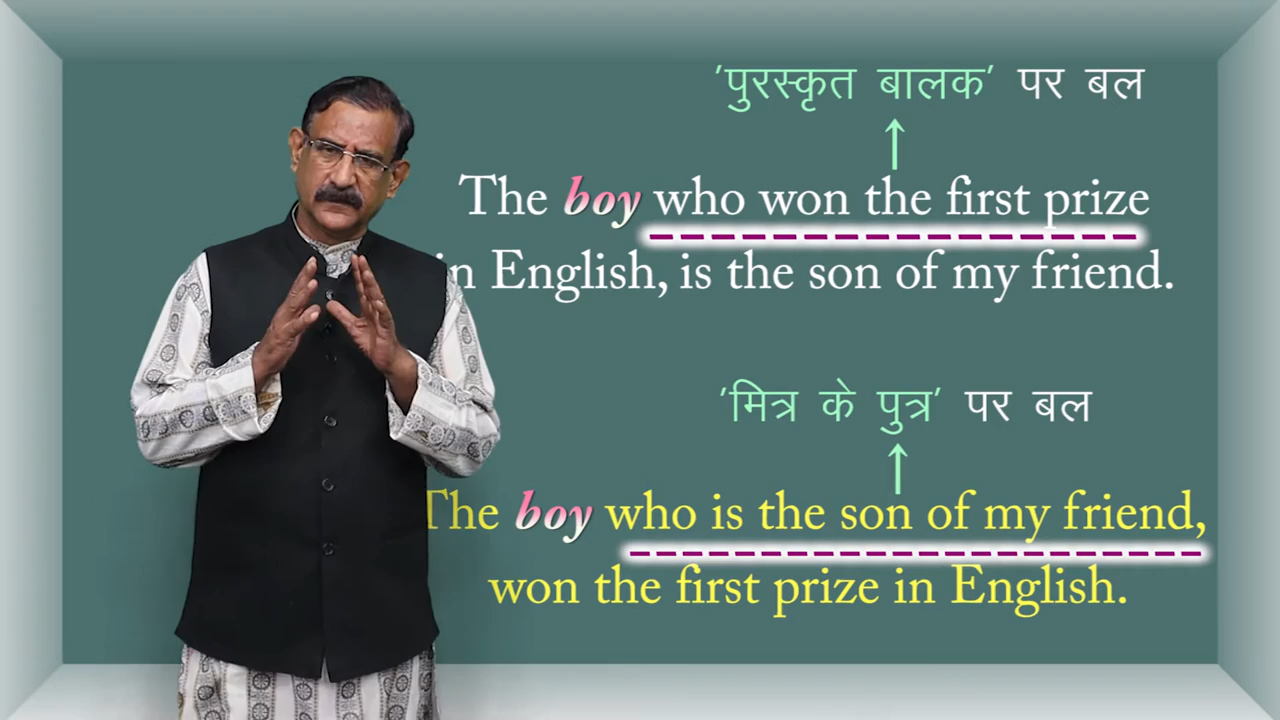 'पुरस्कृत बालक' पर बल
The boy who won the first prize
in English, is the son of my friend.
'मित्र के पुत्र' पर बल
The boy who is the son of my friend,
won the first prize in English.